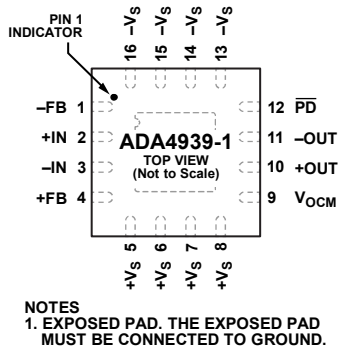 PIN 1
INDICATOR
16 –VS
15 –VS
14 –VS
13 –VS
–FB 1
+IN 2
–IN 3
+FB 4
ADA4939-1
TOP VIEW
(Not to Scale)
12 PD
11 –OUT
10 +OUT
9 VOCM
5 +VS
6 +VS
7 +VS
8 +VS
NOTES
1. EXPOSED PAD. THE EXPOSED PAD
MUST BE CONNECTED TO GROUND.